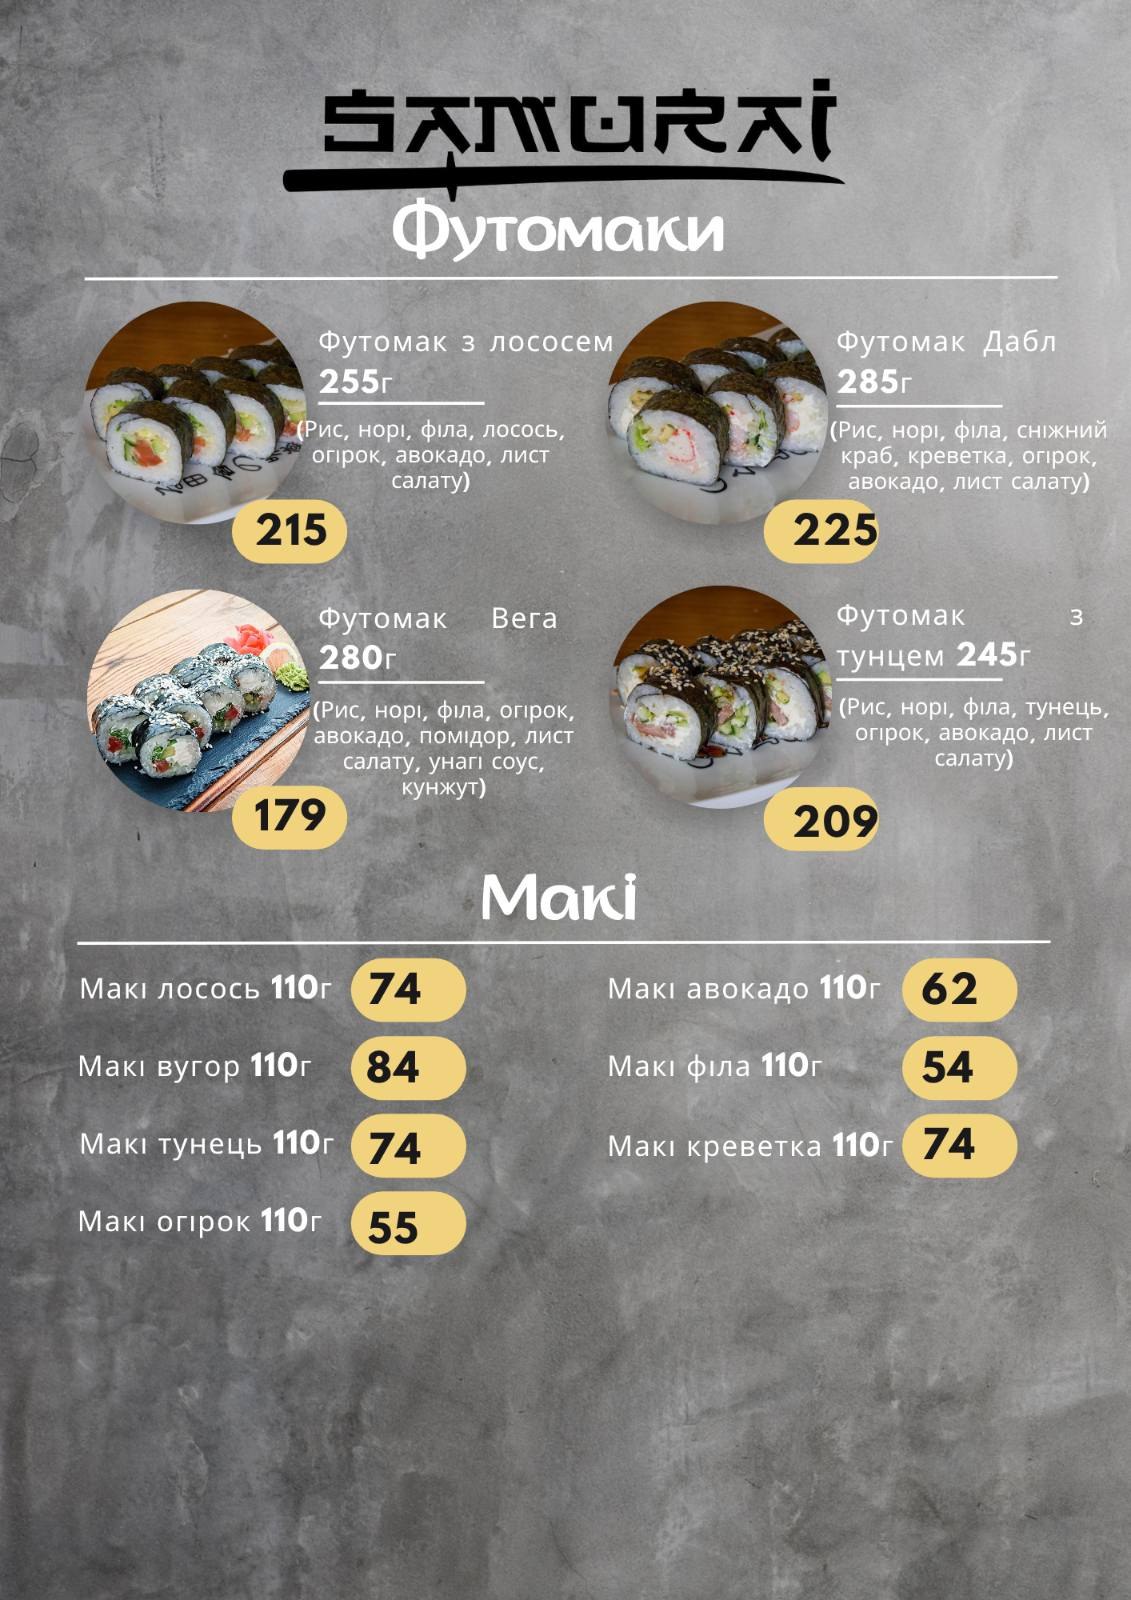 SAMURAI
Футомаки
Футомак з лососем
255г
(Рис, норі, філа, лосось,
огірок, авокадо, лист
салату)
215
Футомак Дабл
285г
(Рис, норі, філа, сніжний
краб, креветка, огірок,
авокадо, лист салату)
225
Футомак Вега
280г
(Рис, норі, філа, огірок,
авокадо, помідор, лист
салату, унагі соус,
кунжут)
179
Футомак з
тунцем 245г
(Рис, норі, філа, тунець,
огірок, авокадо, лист
салату)
209
Макі
Макі лосось 110г 74
Макі вугор 110г 84
Макі тунець 110г 74
Макі огірок 110г 55
Макі авокадо 110г 62
Макі філа 110г 54
Макі креветка 110г 74